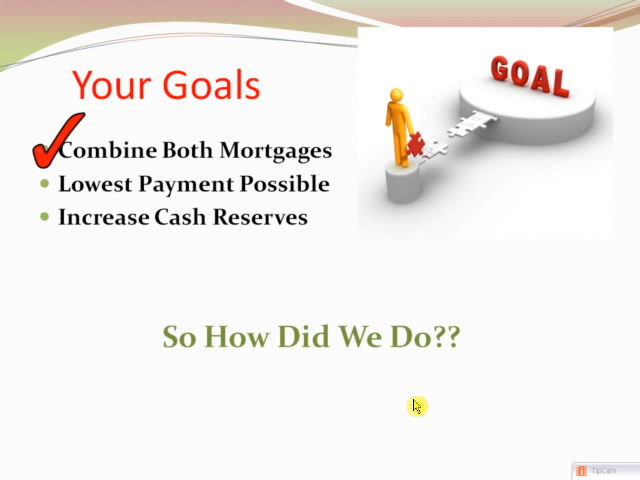 Your Goals
GOAL
Combine Both Mortgages
Lowest Payment Possible
Increase Cash Reserves
So How Did We Do??
TipCam